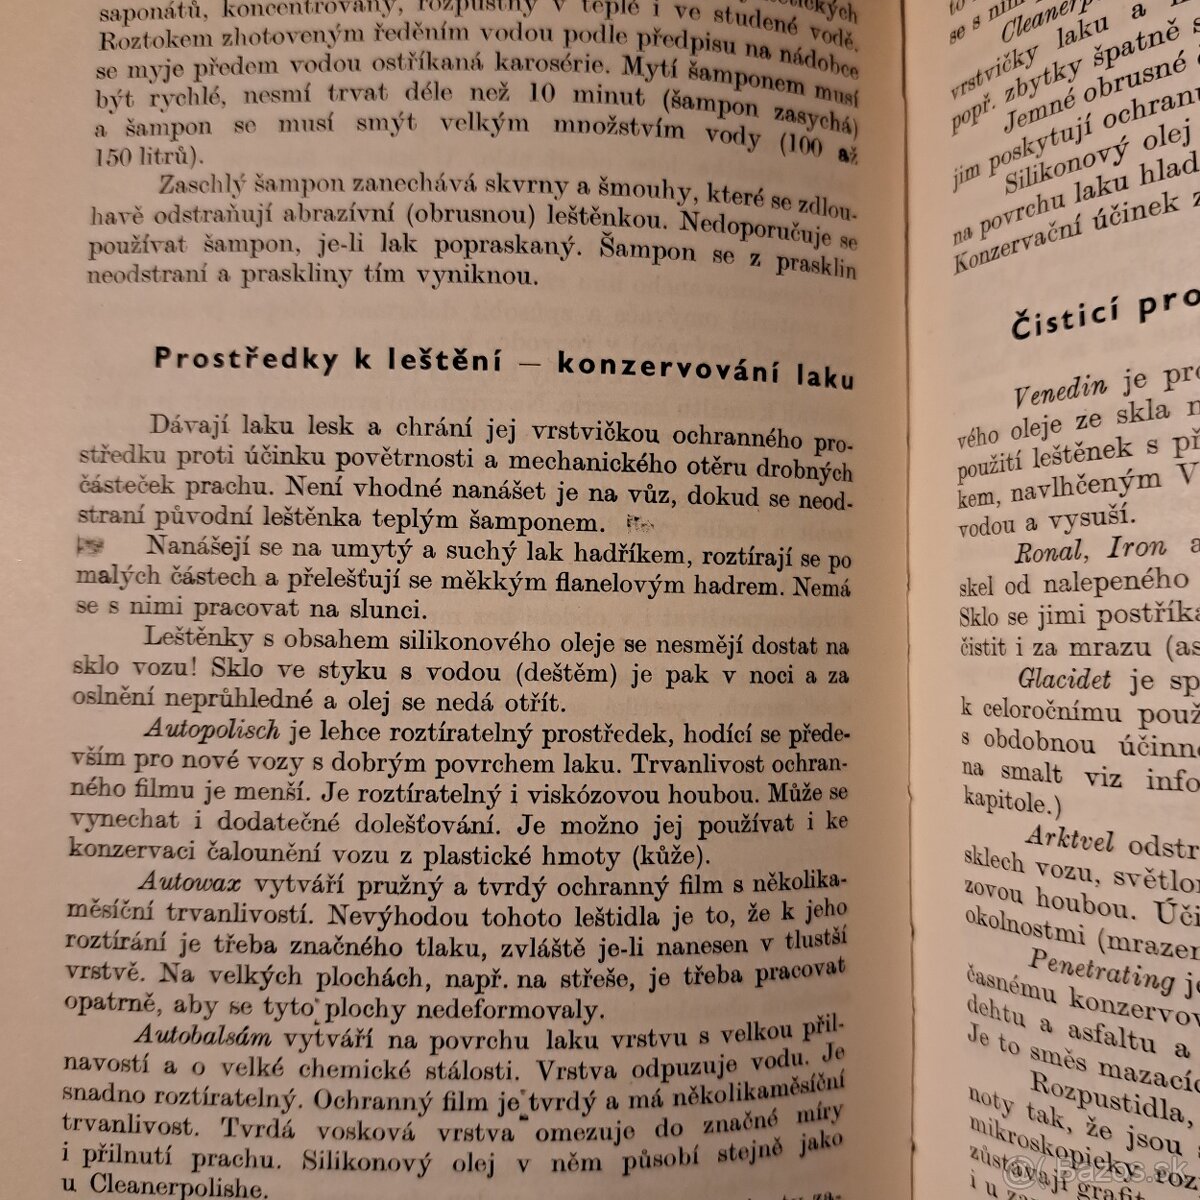 saponátů, koncentrovaný, rozpustný v teplé i ve studené vodě.
Roztokem zhotoveným ředěním vodou podle předpisu na nádobce
se myje předem vodou ostříkaná karosérie. Mytí šamponem musí
být rychlé, nesmí trvat déle než 10 minut (šampon zasychá)
a šampon se musí smýt velkým množstvím vody (100 až
150 litrů).
Zaschlý šampon zanechává skvrny a šmouhy, které se zdlou-
havě odstraňují abrazívní (obrusnou) leštěnkou. Nedoporučuje se
používat šampon, je-li lak popraskaný. Šampon se z prasklin
neodstraní a praskliny tím vyniknou.
Prostředky k leštění — konzervování laku
Dávají laku lesk a chrání jej vrstvičkou ochranného pro-
středku proti účinku povětrnosti a mechanického otěru drobných
částeček prachu. Není vhodné nanášet je na vůz, dokud se neod-
straní původní leštěnka teplým šamponem.
Nanášejí se na umytý a suchý lak hadříkem, roztírají se po
malých částech a přelešťují se měkkým flanelovým hadrem. Nemá
se s nimi pracovat na slunci.
Leštěnky s obsahem silikonového oleje se nesmějí dostat na
sklo vozu! Sklo ve styku s vodou (deštěm) je pak v noci a za
oslnění neprůhledné a olej se nedá otřít.
Autopolisch je lehce roztíratelný prostředek, hodící se přede-
vším pro nové vozy s dobrým povrchem laku. Trvanlivost ochran-
ného filmu je menší. Je roztíratelný i viskózovou houbou. Může se
vynechat i dodatečné dolešťování. Je možno jej používat i ke
konzervaci čalounění vozu z plastické hmoty (kůže).
Autowax vytváří pružný a tvrdý ochranný film s několika-
měsíční trvanlivostí. Nevýhodou tohoto leštidla je to, že k jeho
roztírání je třeba značného tlaku, zvláště je-li nanesen v tlustší
vrstvě. Na velkých plochách, např. na střeše, je třeba pracovat
opatrně, aby se tyto plochy nedeformovaly.
Autobalsám vytváří na povrchu laku vrstvu s velkou přil-
navostí a o velké chemické stálosti. Vrstva odpuzuje vodu. Je
snadno roztíratelný. Ochranný film je tvrdý a má několikaměsíční
trvanlivost. Tvrdá vosková vrstva omezuje do značné míry
i přilnutí prachu. Silikonový olej v něm působí stejně jako
u Cleanerpolishe.
se s ním
vrstvičky laku a
popř. zbytky špatně
Jemné obrusné
jim poskytují ochranu
Silikonový olej
na povrchu laku hlad
Konzervační účinek z
Čisticí pro
Venedin je pro
vého oleje ze skla
použití leštěnek s př
kem, navlhčeným V
vodou a vysuší.
Ronal, Iron a
skel od nalepeného
Sklo se jimi postříka
čistit i za mrazu (as
Glacidet je sp
k celoročnímu použ
s obdobnou účinn
na smalt viz info
kapitole.)
Arktvel odstr
sklech vozu, světlo
zovou houbou. Úči
okolnostmi (mrazen
Penetrating je
časnému konzervov
dehtu a asfaltu a
Je to směs mazacíc
Rozpustidla,
noty tak, že jsou
mikroskopicky roz
zůstávají grafit
i u
Bazos.sk